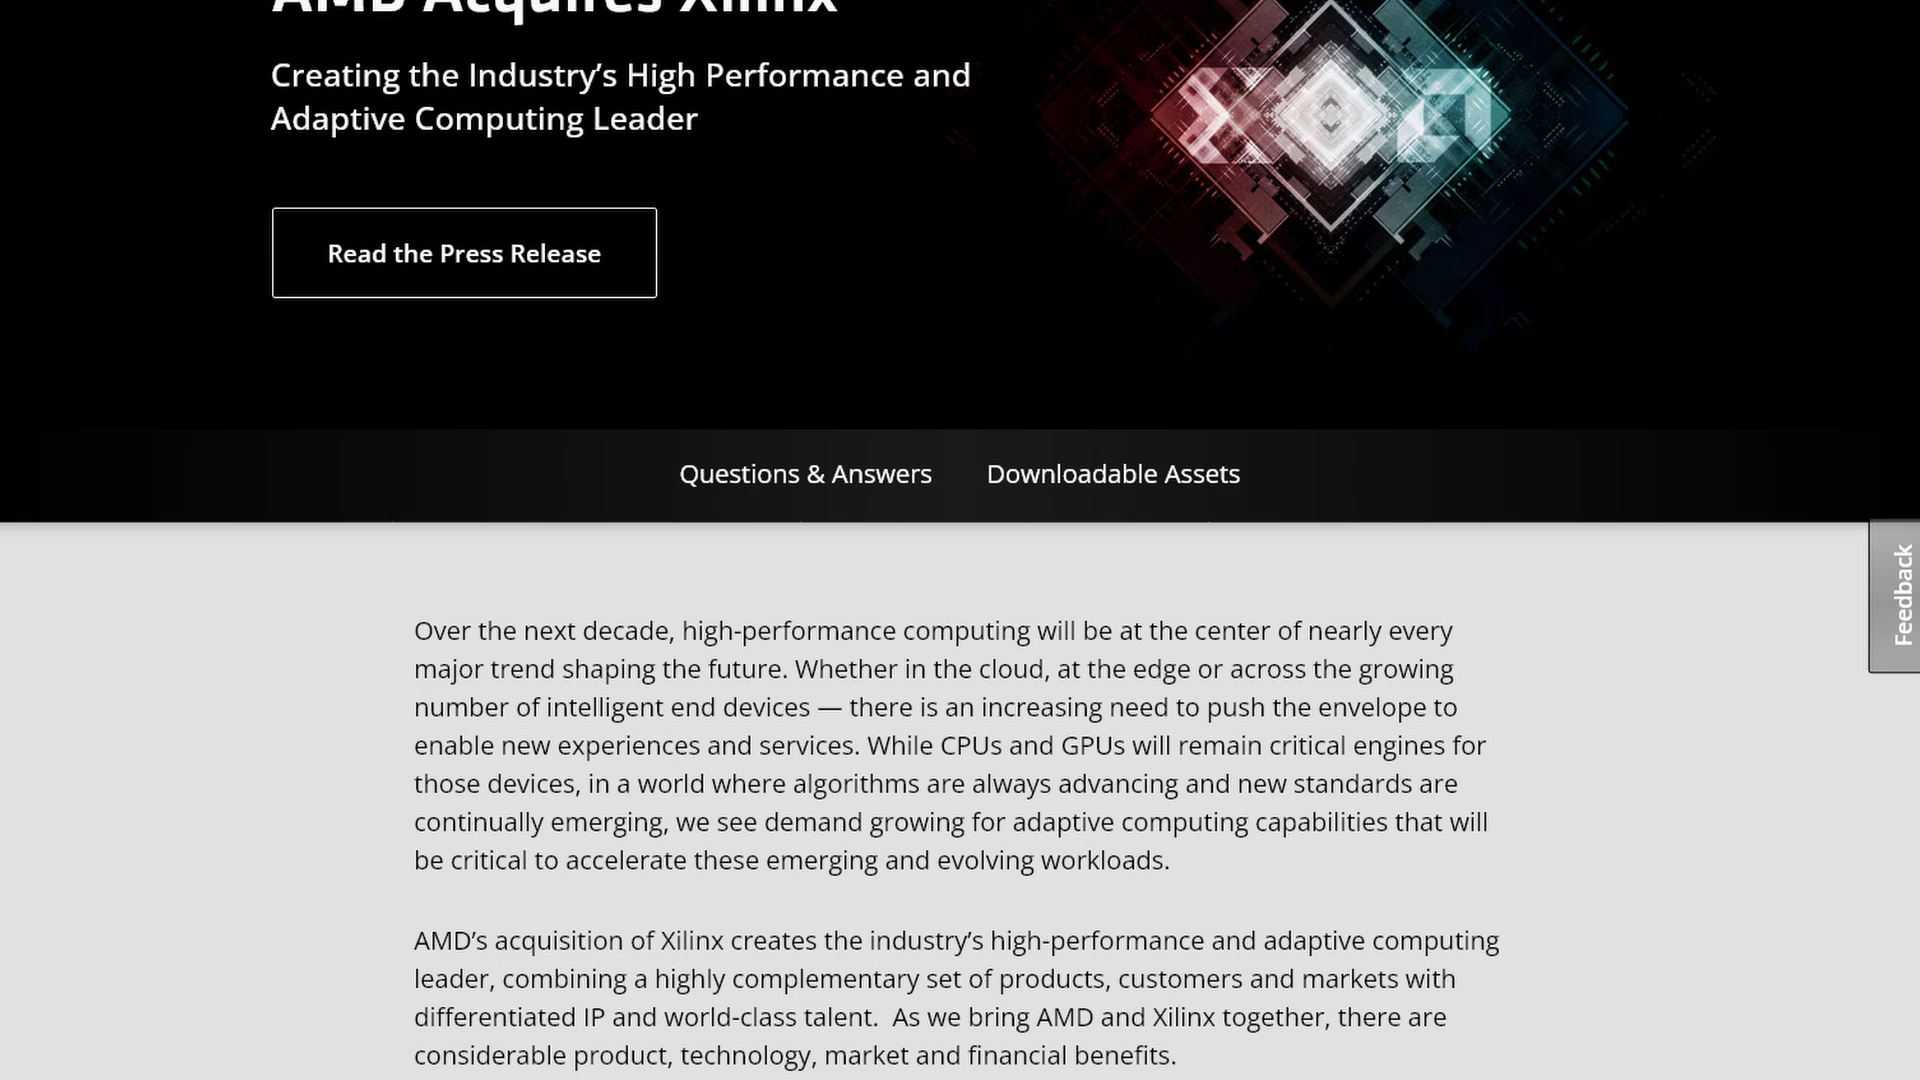 AMD Acquires Xilinx
Creating the Industry’s High Performance and
Adaptive Computing Leader
Read the Press Release
Questions & Answers
Downloadable Assets
Feedback
Over the next decade, high-performance computing will be at the center of nearly every
major trend shaping the future. Whether in the cloud, at the edge or across the growing
number of intelligent end devices — there is an increasing need to push the envelope to
enable new experiences and services. While CPUs and GPUs will remain critical engines for
those devices, in a world where algorithms are always advancing and new standards are
continually emerging, we see demand growing for adaptive computing capabilities that will
be critical to accelerate these emerging and evolving workloads.
AMD’s acquisition of Xilinx creates the industry’s high-performance and adaptive computing
leader, combining a highly complementary set of products, customers and markets with
differentiated IP and world-class talent.  As we bring AMD and Xilinx together, there are
considerable product, technology, market and financial benefits.